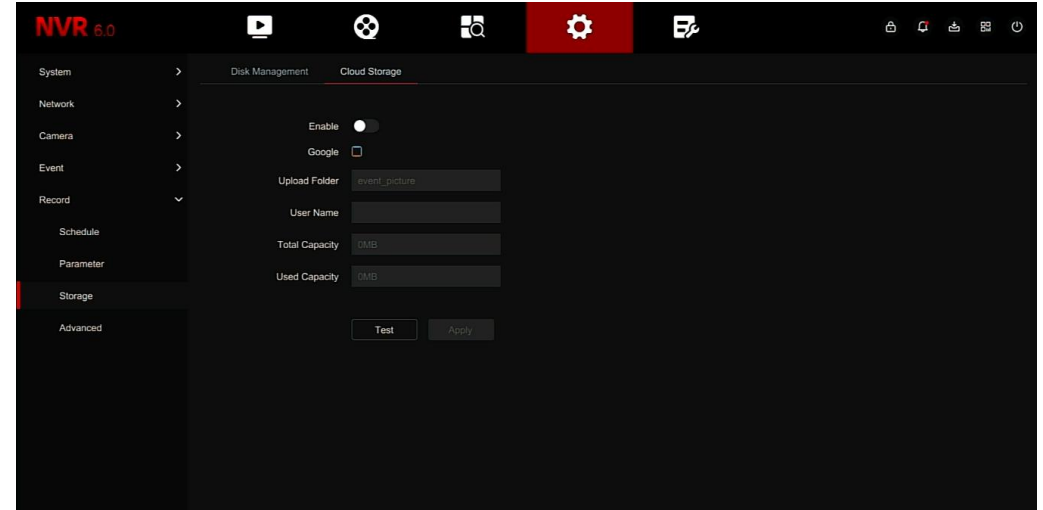 NVR 6.0
System
Network
Camera
Event
Record
Schedule
Parameter
Storage
Advanced
Disk Management Cloud Storage
Enable
Google
Upload Folder event_picture
User Name
Total Capacity 0MB
Used Capacity 0MB
Test Apply